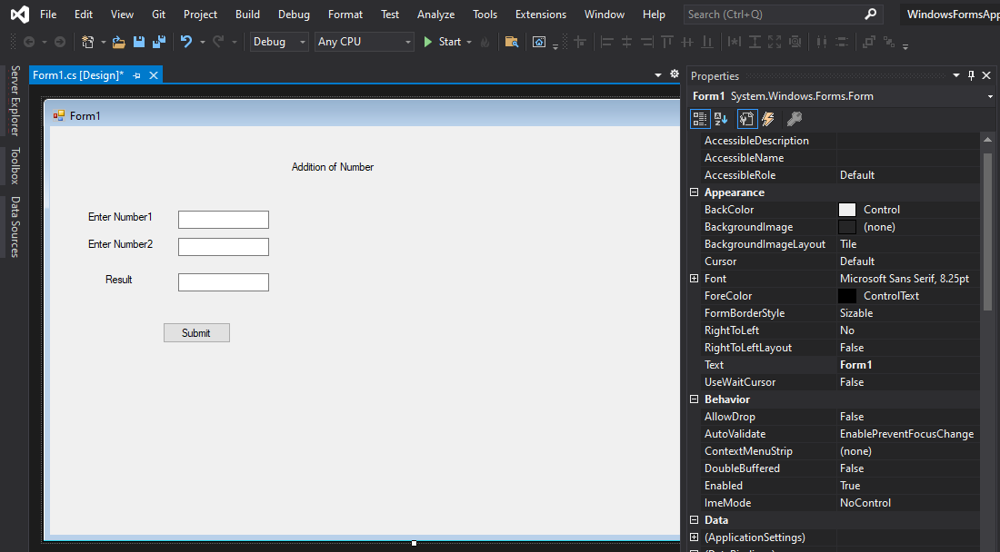 File Edit View Git Project Build Debug Format Test Analyze Tools Extensions Window Help Search (Ctrl+Q) WindowsFormsApp
Debug Any CPU Start
Server Explorer
Toolbox
Data Sources
Form1.cs [Design]*
Form1
Addition of Number
Enter Number1
Enter Number2
Result
Submit
Properties
Form1 System.Windows.Forms.Form
AccessibleDescription
AccessibleName
AccessibleRole Default
Appearance
BackColor Control
BackgroundImage (none)
BackgroundImageLayout Tile
Cursor Default
Font Microsoft Sans Serif, 8.25pt
ForeColor ControlText
FormBorderStyle Sizable
RightToLeft No
RightToLeftLayout False
Text Form1
UseWaitCursor False
Behavior
AllowDrop False
AutoValidate EnablePreventFocusChange
ContextMenuStrip (none)
DoubleBuffered False
Enabled True
ImeMode NoControl
Data
(ApplicationSettings)